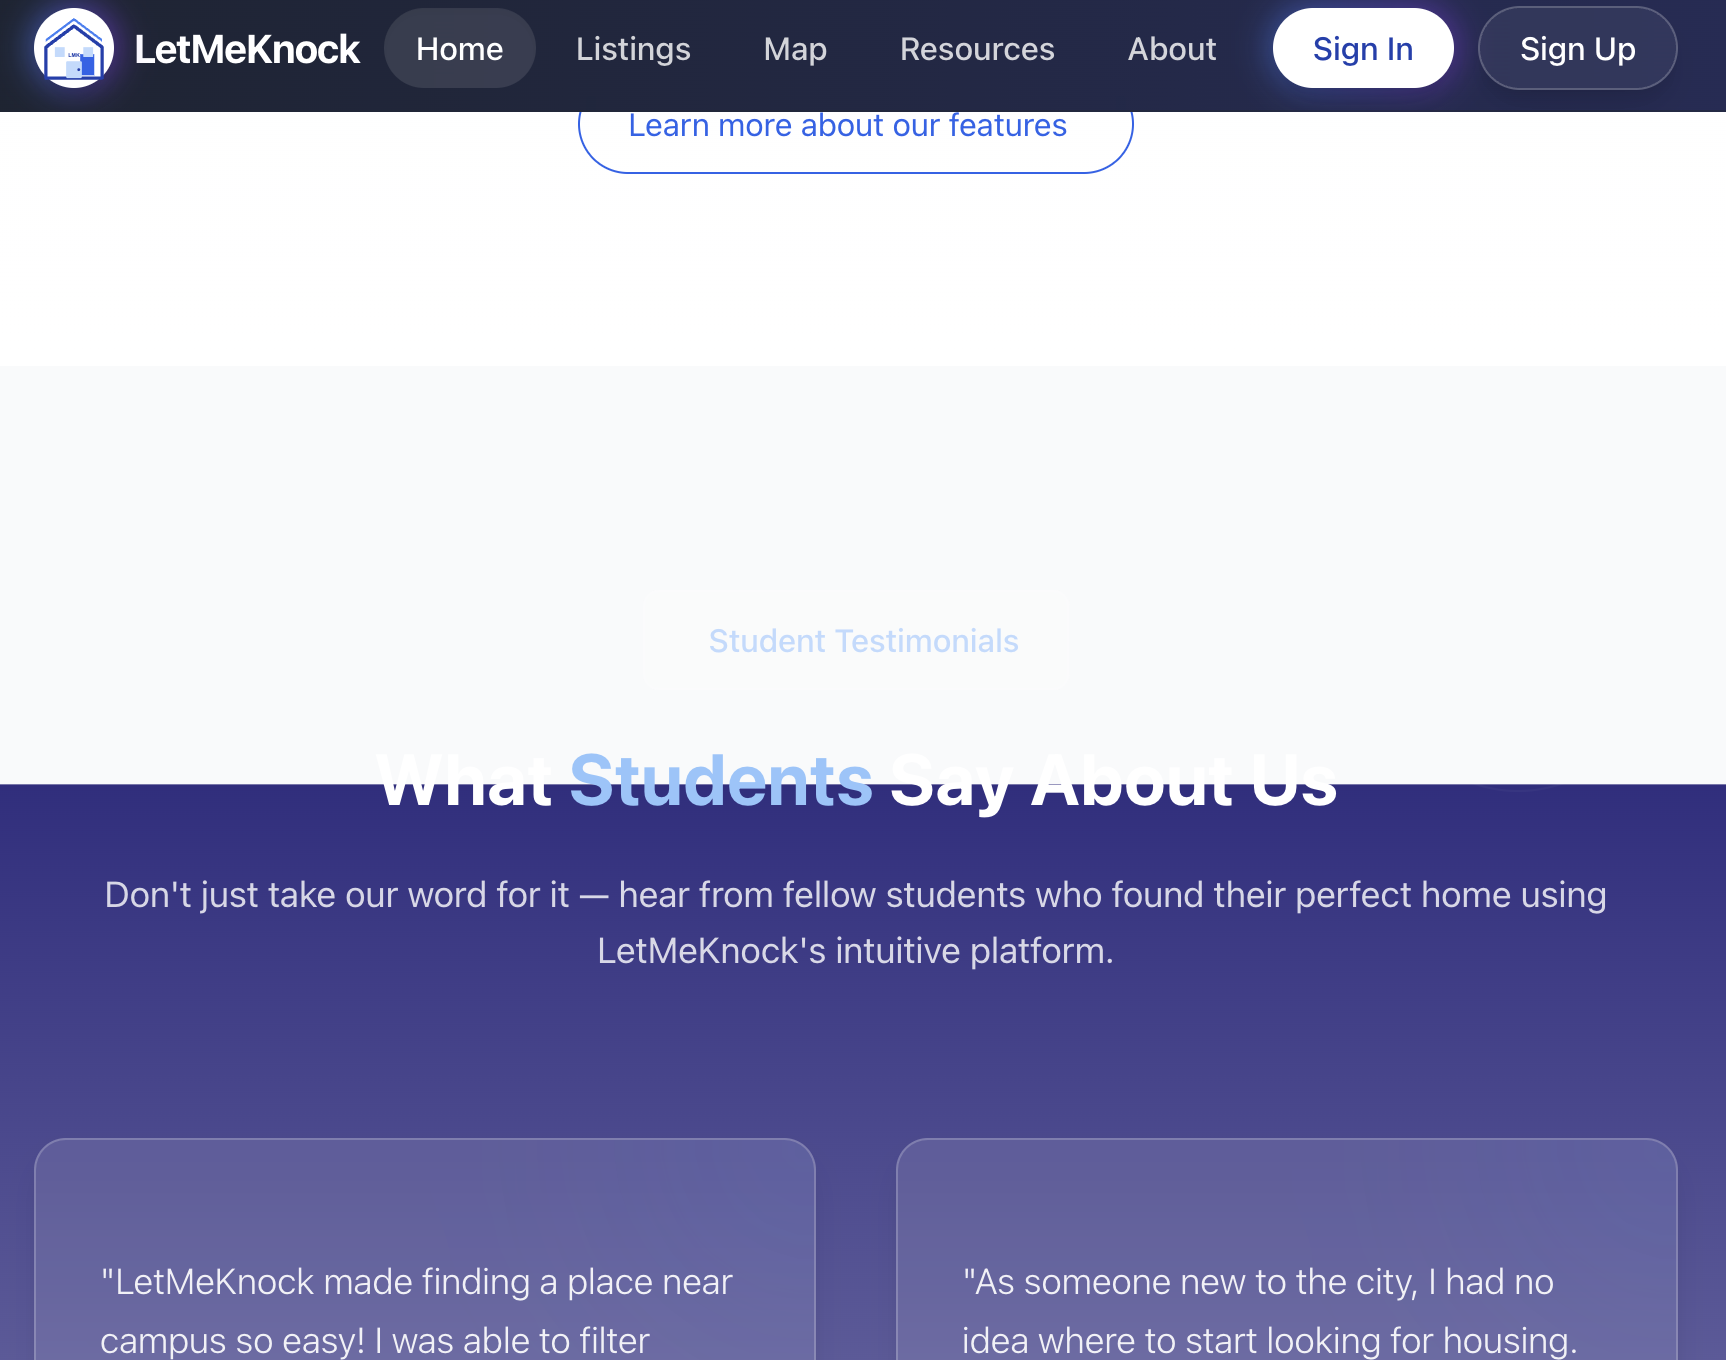 LetMeKnock Home Listings Map Resources About Sign In Sign Up
Learn more about our features
Student Testimonials
What Students Say About Us
Don't just take our word for it — hear from fellow students who found their perfect home using
LetMeKnock's intuitive platform.
"LetMeKnock made finding a place near
campus so easy! I was able to filter
"As someone new to the city, I had no
idea where to start looking for housing.